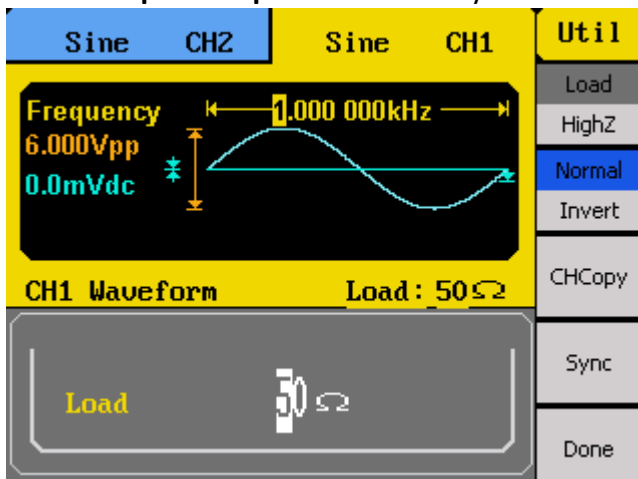 Sine CH2 Sine CH1 Util
Load
HighZ
Normal
Invert
CHCopy
Sync
Done
Frequency 1.000 000kHz
6.000Vpp
0.0mVdc
CH1 Waveform Load: 50Ω
Load 50 Ω